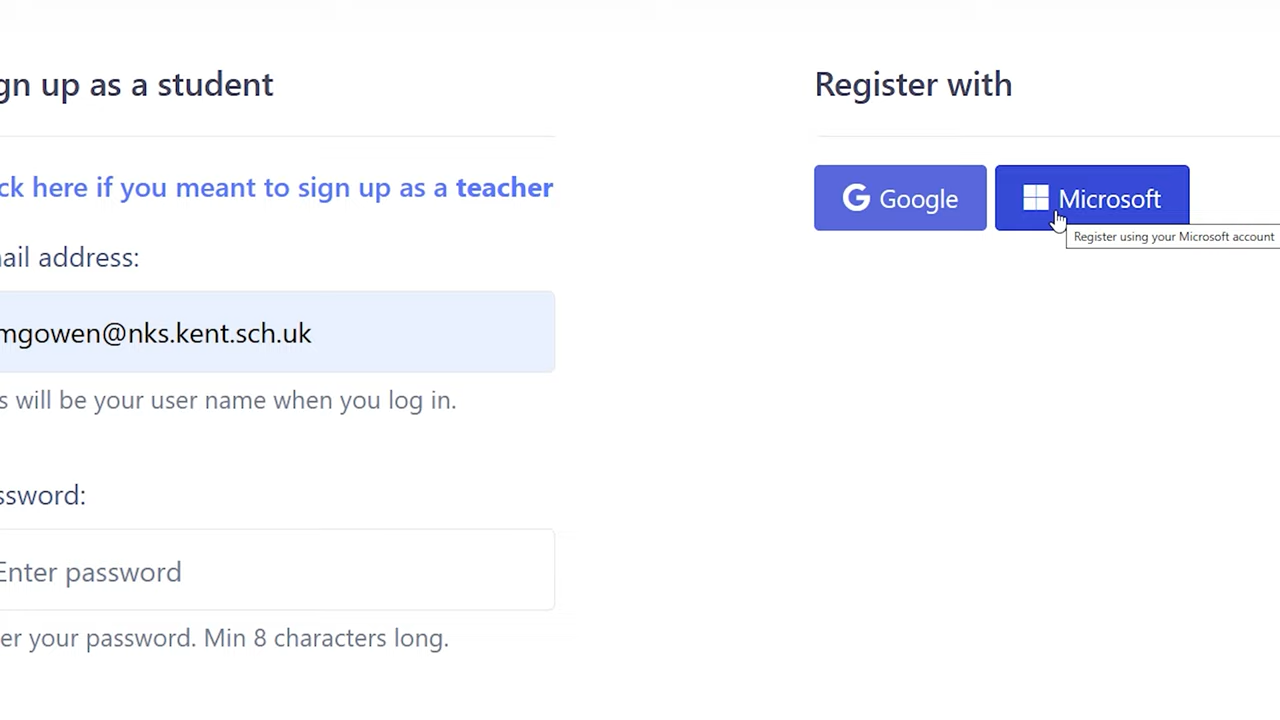 gn up as a student
ck here if you meant to sign up as a teacher
ail address:
mgowen@nks.kent.sch.uk
s will be your user name when you log in.
ssword:
Enter password
er your password. Min 8 characters long.
Register with
Google
Microsoft
Register using your Microsoft account